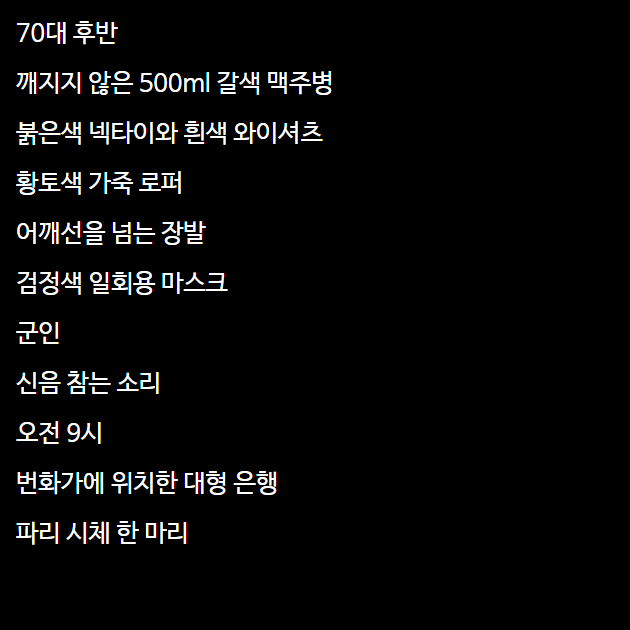 70대 후반
깨지지 않은 500ml 갈색 맥주병
붉은색 넥타이와 흰색 와이셔츠
황토색 가죽 로퍼
어깨선을 넘는 장발
검정색 일회용 마스크
군인
신음 참는 소리
오전 9시
번화가에 위치한 대형 은행
파리 시체 한 마리